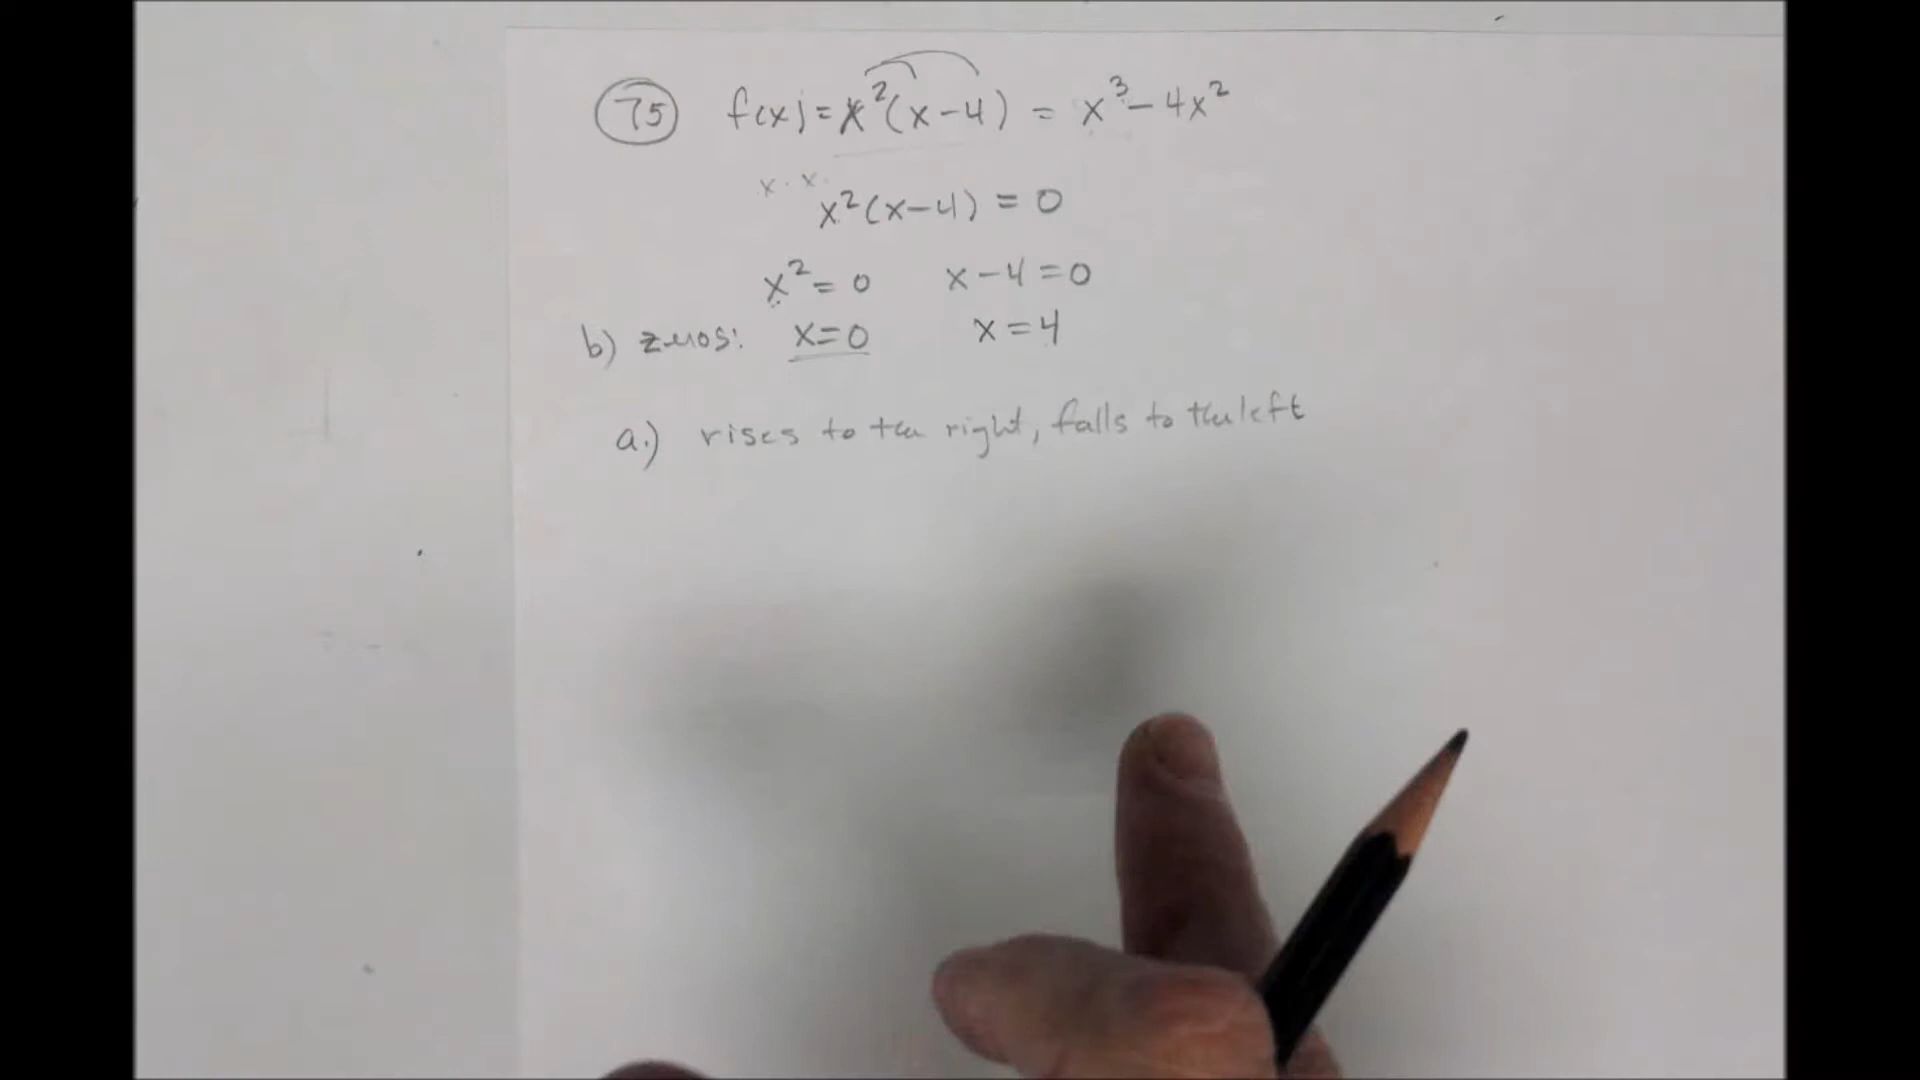 75 f(x) = x²(x-4) = x³ - 4x²
x · x ·
x²(x-4) = 0
x² = 0 x-4 = 0
b) zeros: x = 0 x = 4
a.) rises to the right, falls to the left